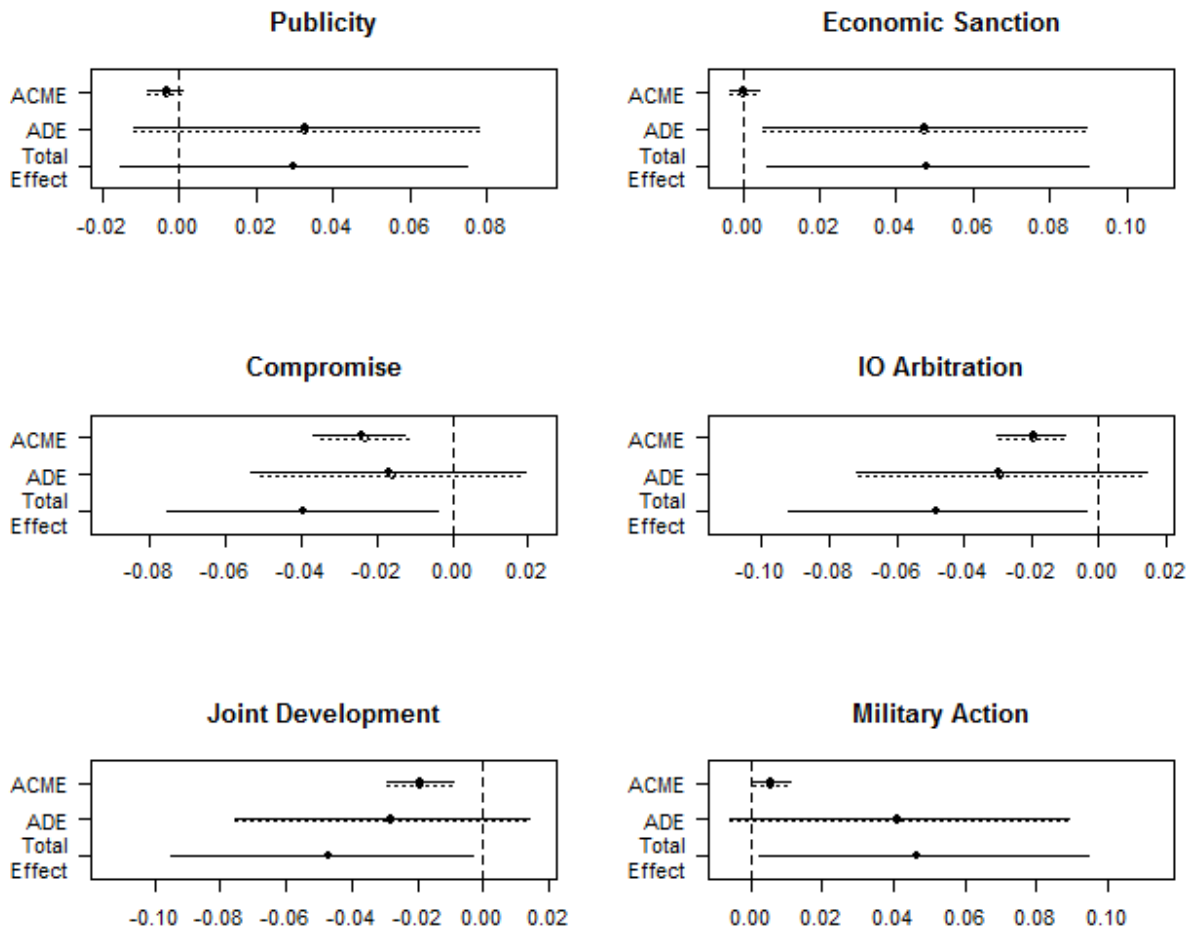 Publicity
ACME
ADE
Total
Effect
-0.02 0.00 0.02 0.04 0.06 0.08
Economic Sanction
ACME
ADE
Total
Effect
0.00 0.02 0.04 0.06 0.08 0.10
Compromise
ACME
ADE
Total
Effect
-0.08 -0.06 -0.04 -0.02 0.00 0.02
IO Arbitration
ACME
ADE
Total
Effect
-0.10 -0.08 -0.06 -0.04 -0.02 0.00 0.02
Joint Development
ACME
ADE
Total
Effect
-0.10 -0.08 -0.06 -0.04 -0.02 0.00 0.02
Military Action
ACME
ADE
Total
Effect
0.00 0.02 0.04 0.06 0.08 0.10